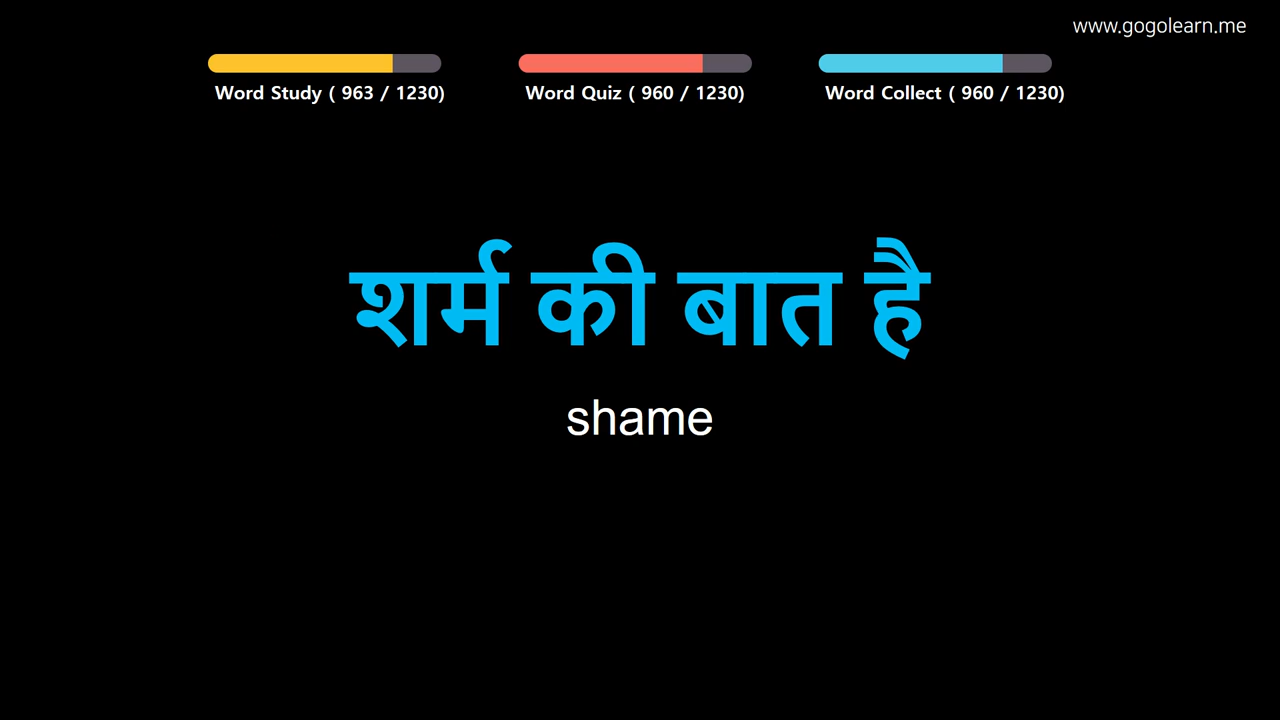 www.gogolearn.me
Word Study ( 963 / 1230)
Word Quiz ( 960 / 1230)
Word Collect ( 960 / 1230)
शर्म की बात है
shame